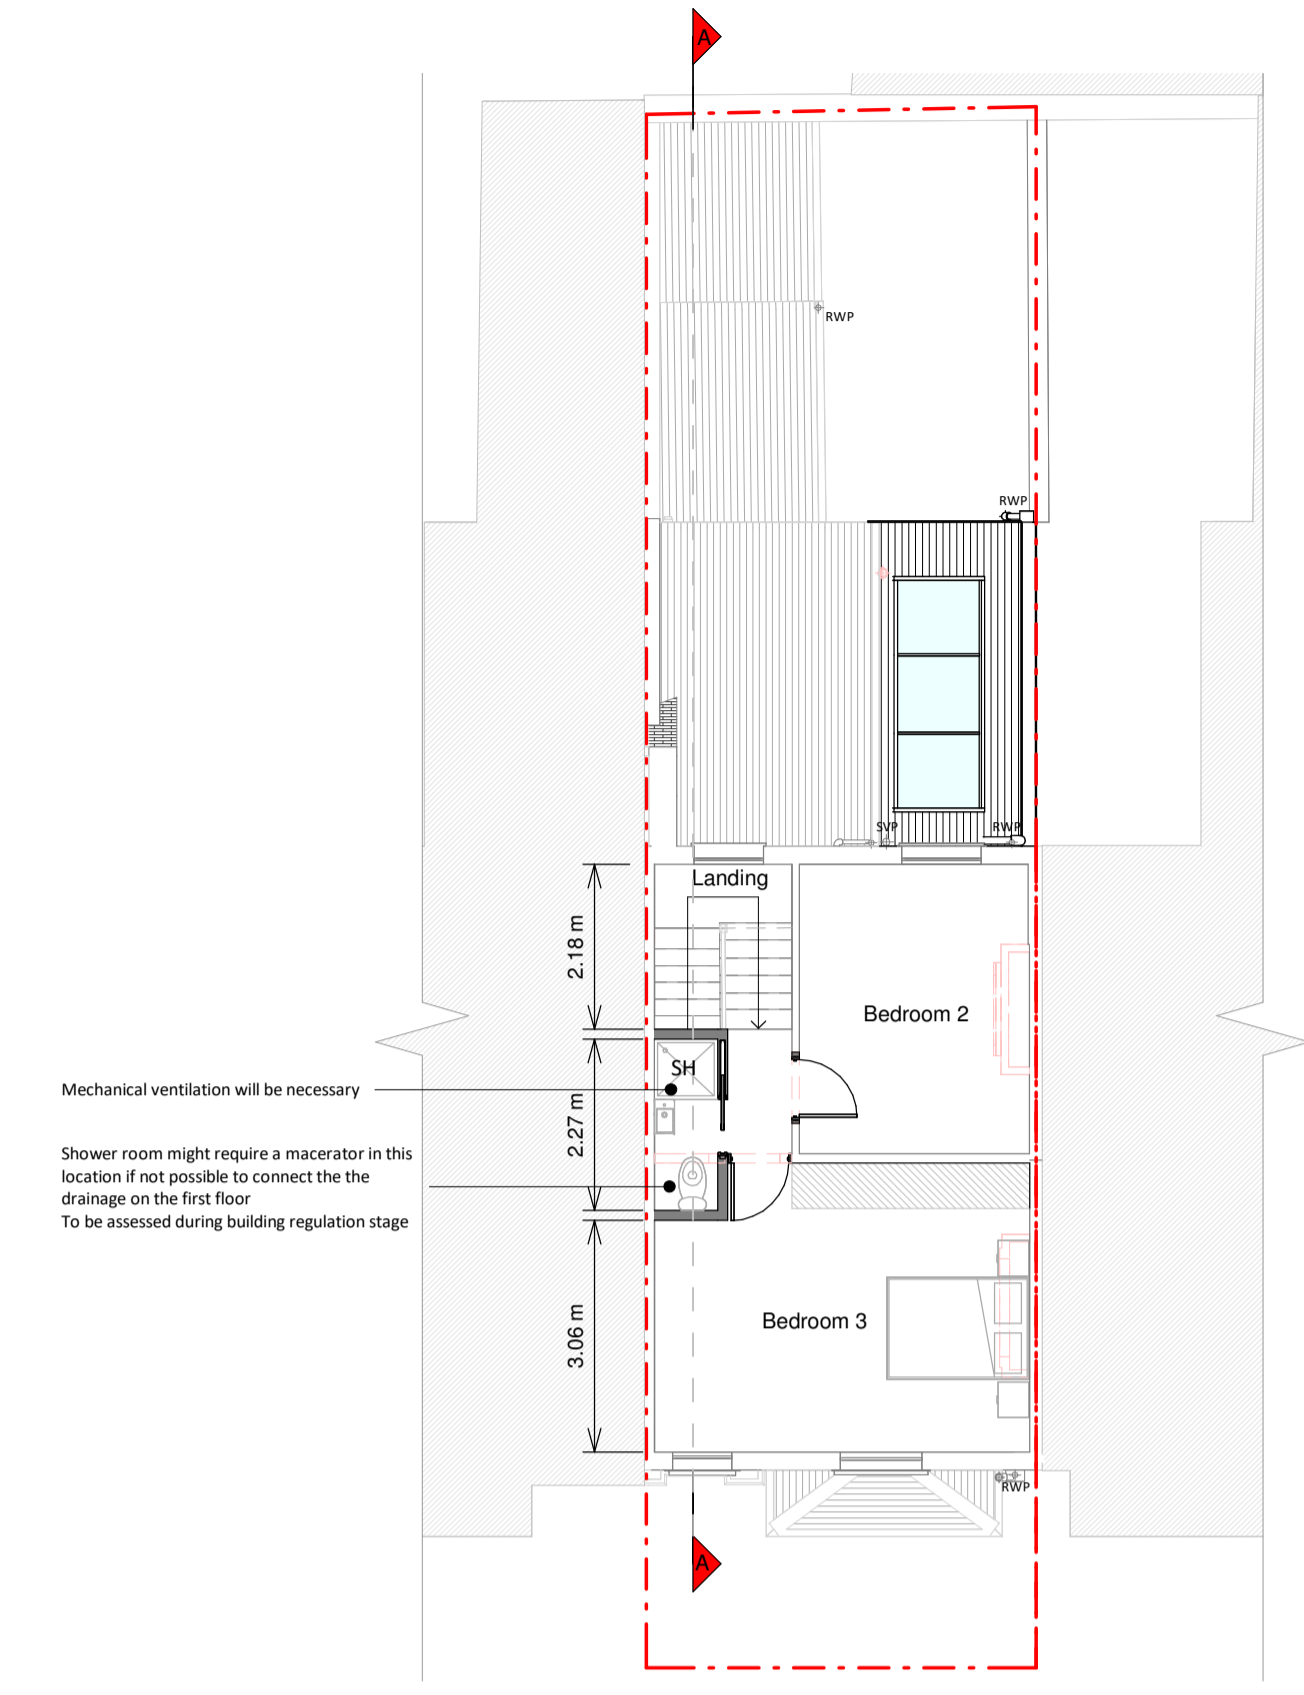 A
RWP
RWP
SVP
RWP
Landing
2.18 m
Bedroom 2
SH
Mechanical ventilation will be necessary
2.27 m
Shower room might require a macerator in this
location if not possible to connect the the
drainage on the first floor
To be assessed during building regulation stage
3.06 m
Bedroom 3
RWP
A